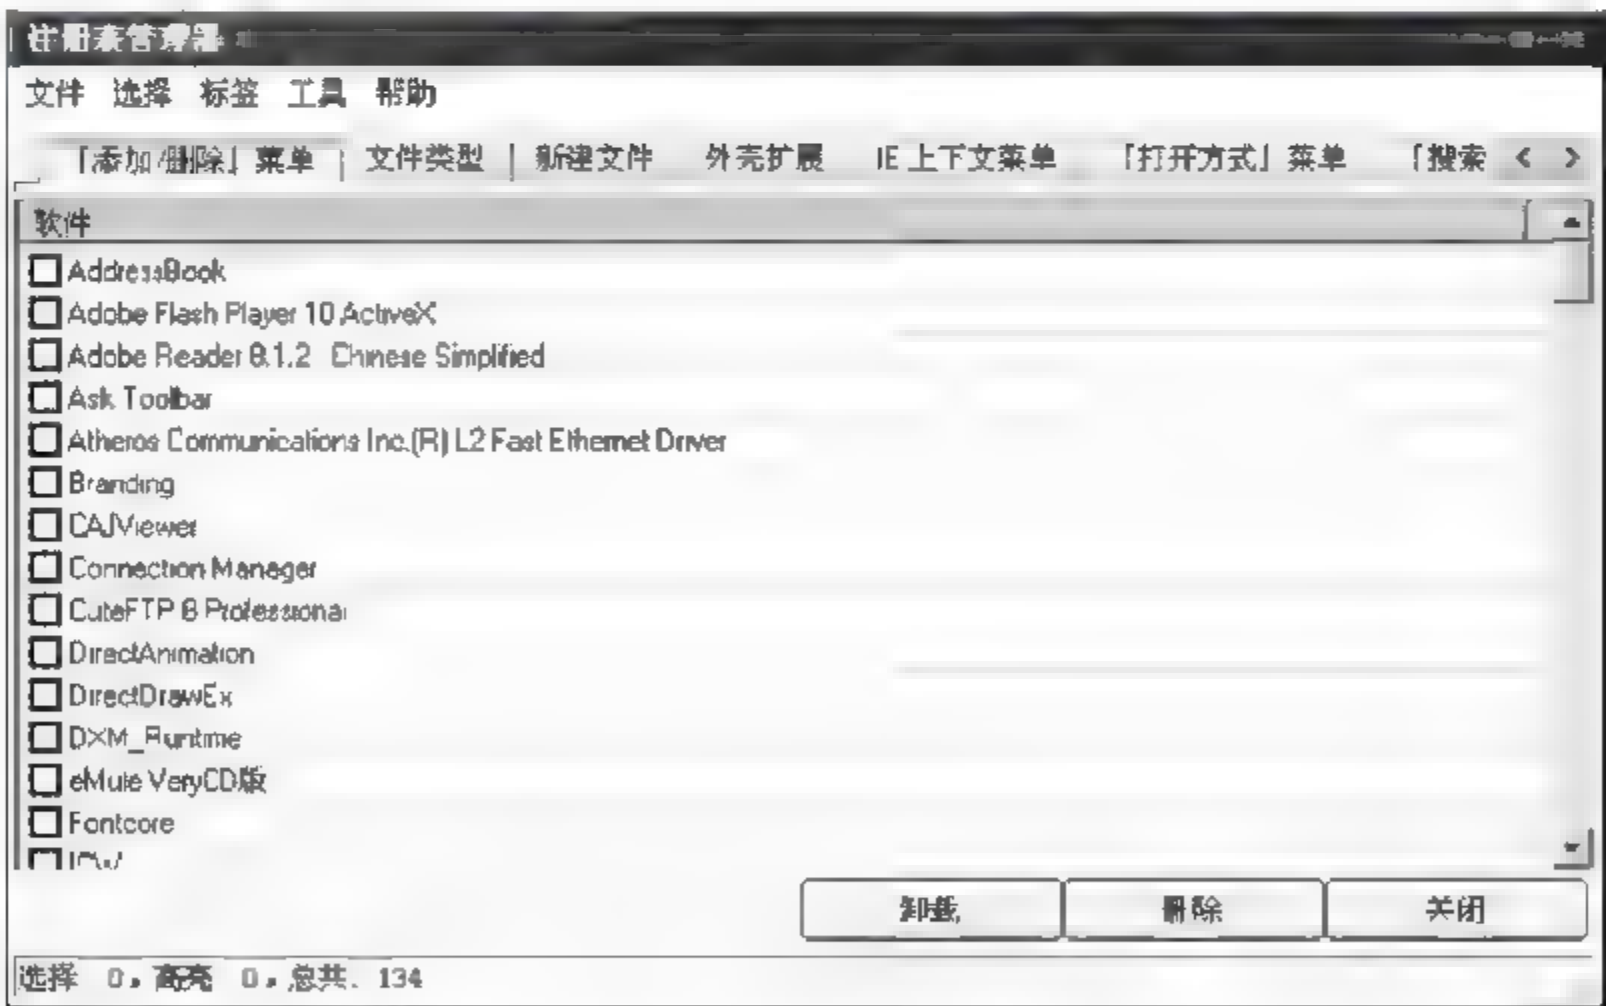 注册表管理器
文件 选择 标签 工具 帮助
「添加/删除」菜单 文件类型 新建文件 外壳扩展 IE 上下文菜单 「打开方式」菜单 「搜索 < >
软件
AddressBook
Adobe Flash Player 10 ActiveX
Adobe Reader 8.1.2 Chinese Simplified
Ask Toolbar
Atheros Communications Inc.(R) L2 Fast Ethernet Driver
Branding
CAJViewer
Connection Manager
CuteFTP 8 Professional
DirectAnimation
DirectDrawEx
DXM_Runtime
eMule VeryCD版
Fontcore
卸载 删除 关闭
选择 0, 高亮 0, 总共. 134